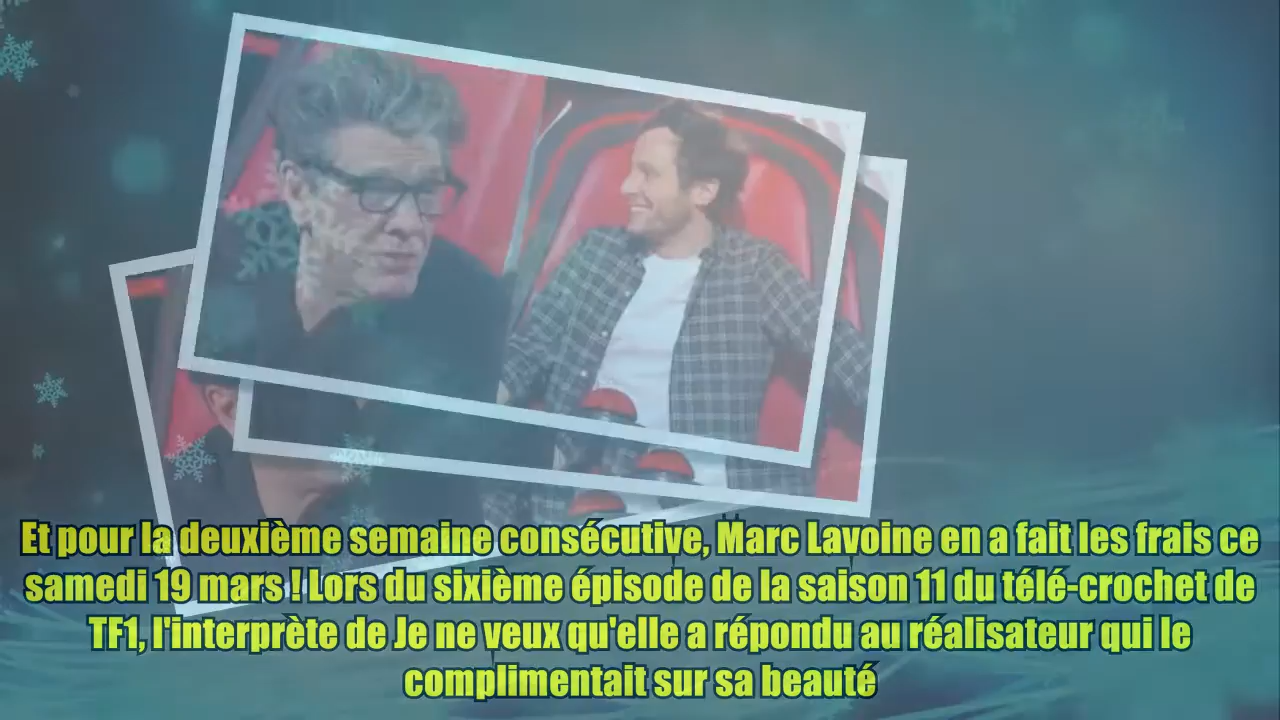 Et pour la deuxième semaine consécutive, Marc Lavoine en a fait les frais ce
samedi 19 mars ! Lors du sixième épisode de la saison 11 du télé-crochet de
TF1, l'interprète de Je ne veux qu'elle a répondu au réalisateur qui le
complimentait sur sa beauté